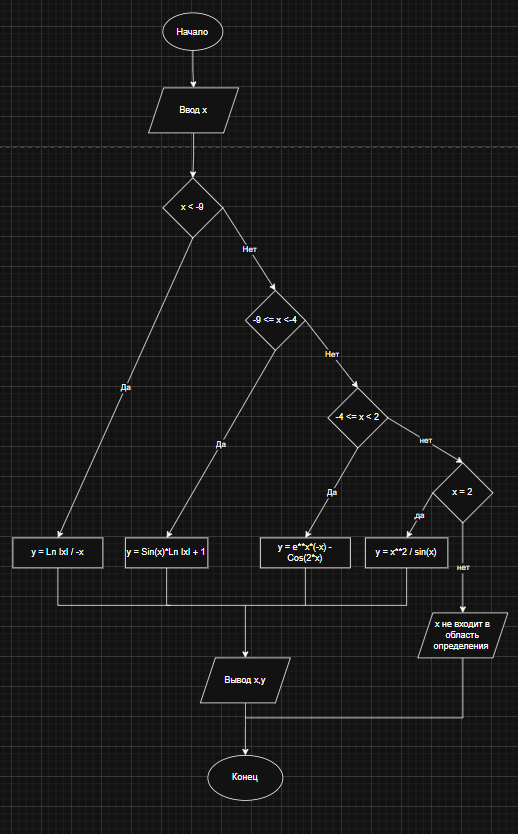 Начало
Ввод x
x < -9
Нет
-9 <= x <-4
Нет
Да
-4 <= x < 2
нет
Да
x = 2
Да
да
y = Ln |x| / -x
y = Sin(x)*Ln |x| + 1
y = e**x*(-x) -
Cos(2*x)
y = x**2 / sin(x)
нет
x не входит в
область
определения
Вывод x,y
Конец